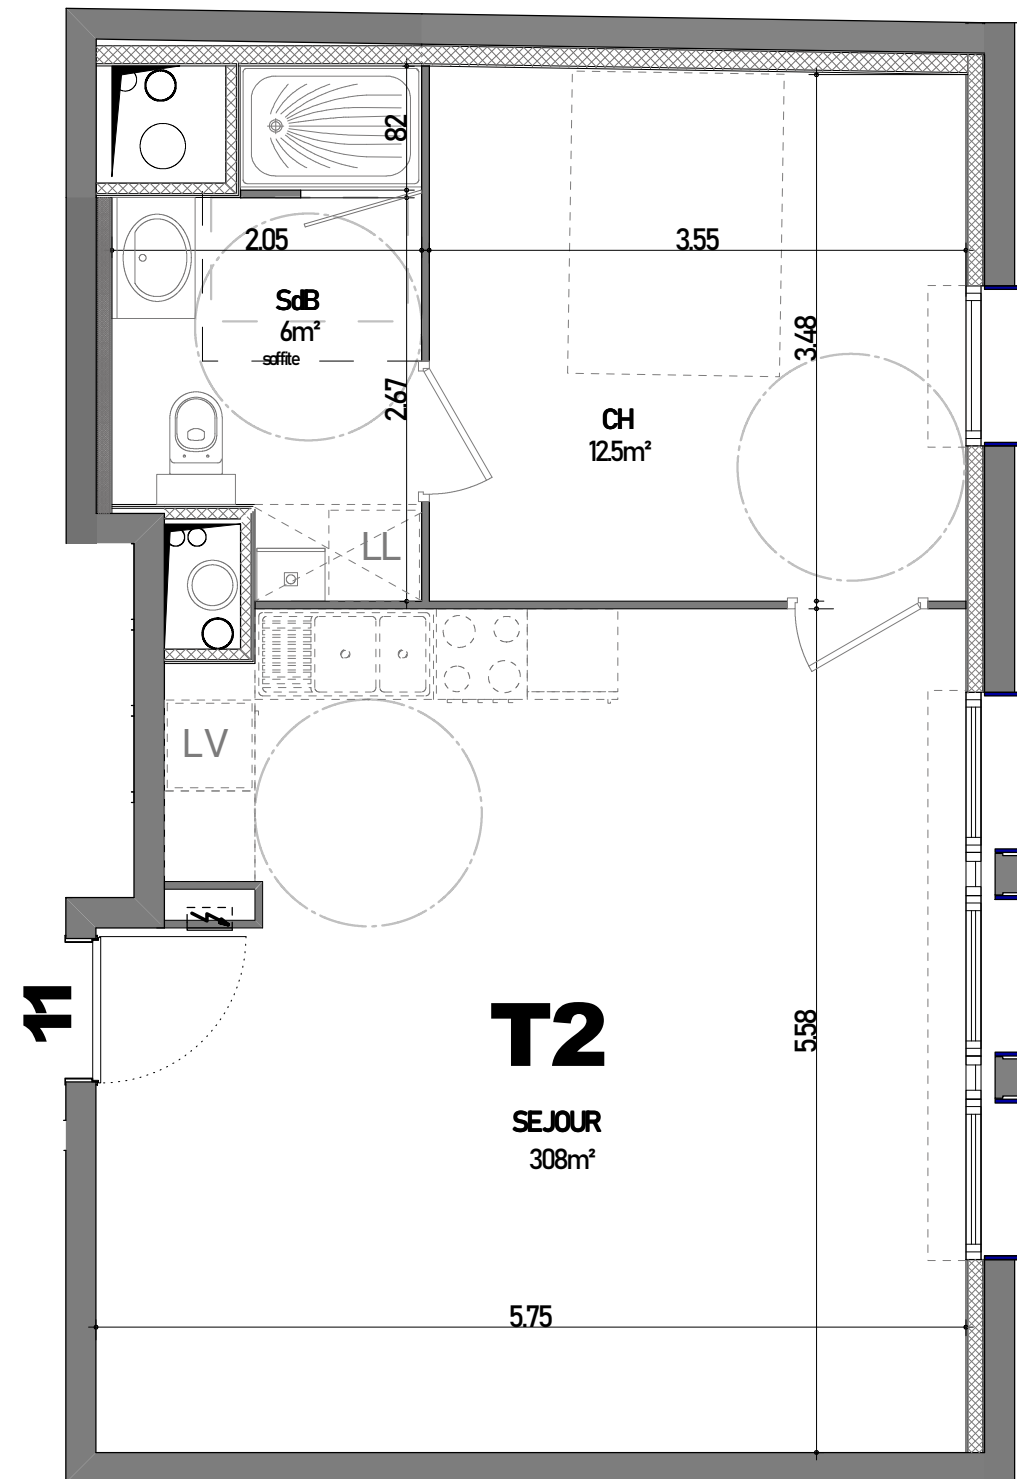 82
2.05
3.55
SdB
6m²
soffite
2.67
3.48
CH
12.5m²
LL
LV
11
T2
5.58
SEJOUR
308m²
5.75